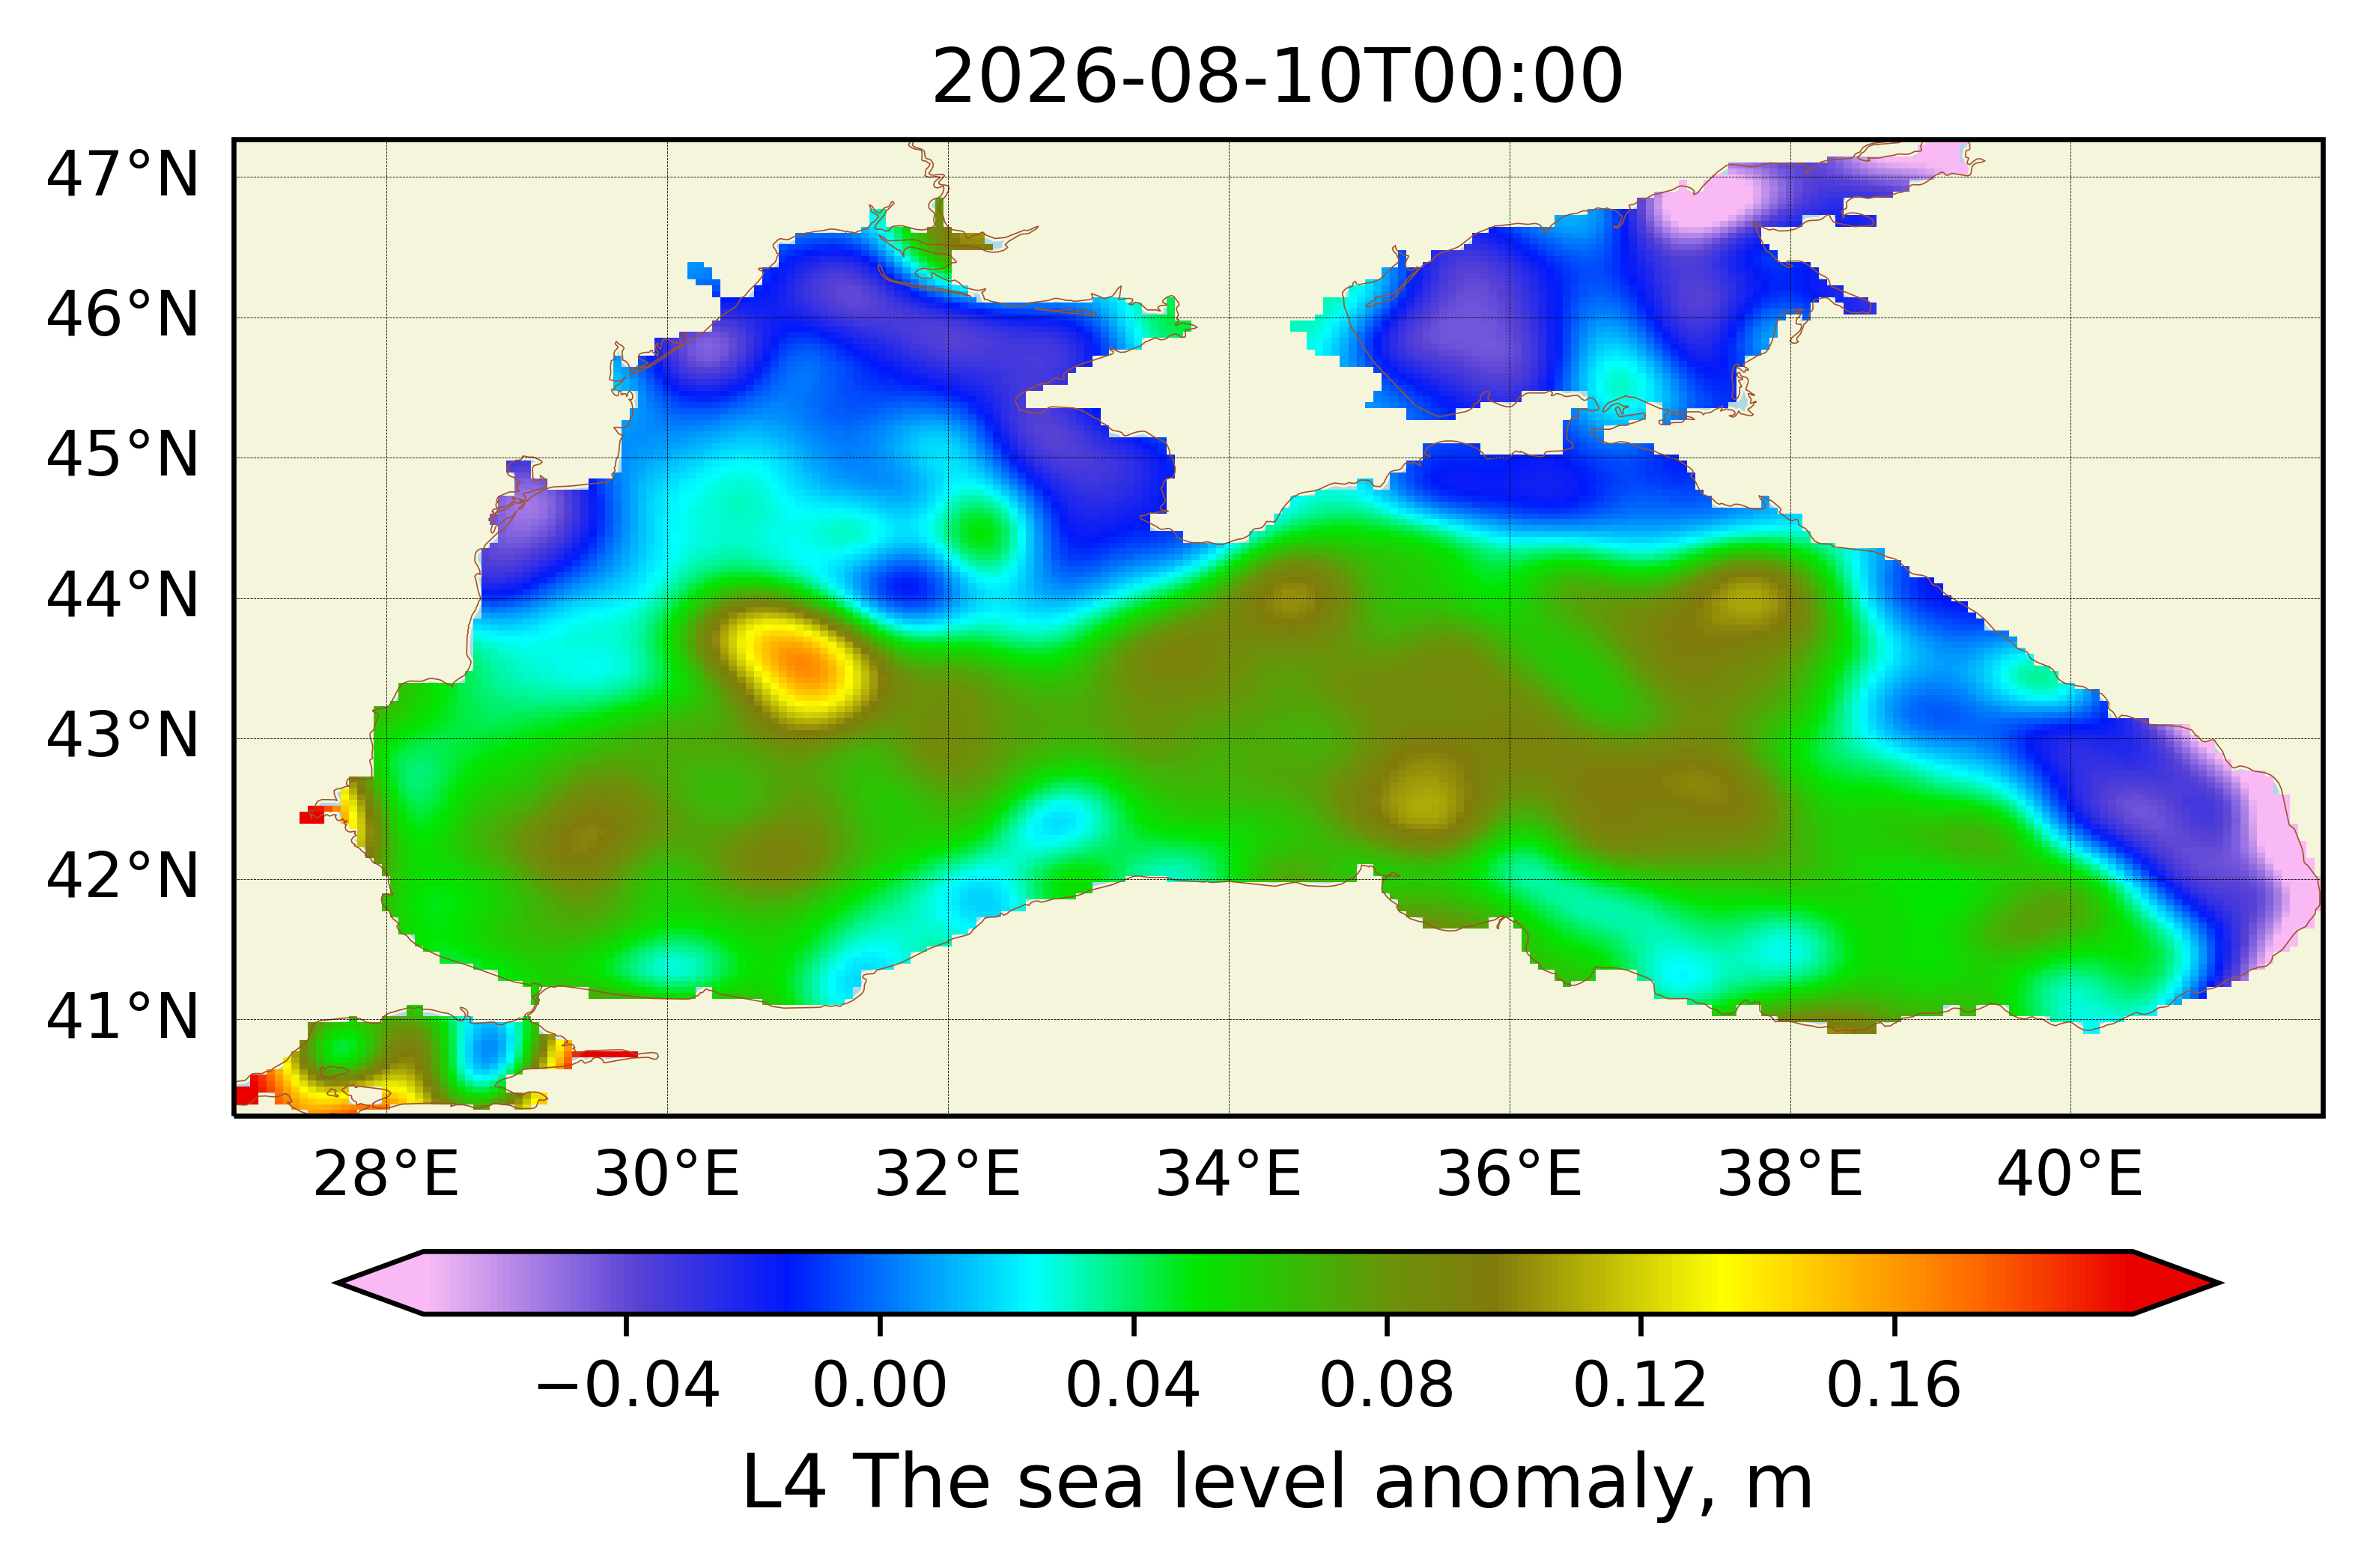 2026-08-10T00:00
47°N
46°N
45°N
44°N
43°N
42°N
41°N
28°E 30°E 32°E 34°E 36°E 38°E 40°E
−0.04 0.00 0.04 0.08 0.12 0.16
L4 The sea level anomaly, m